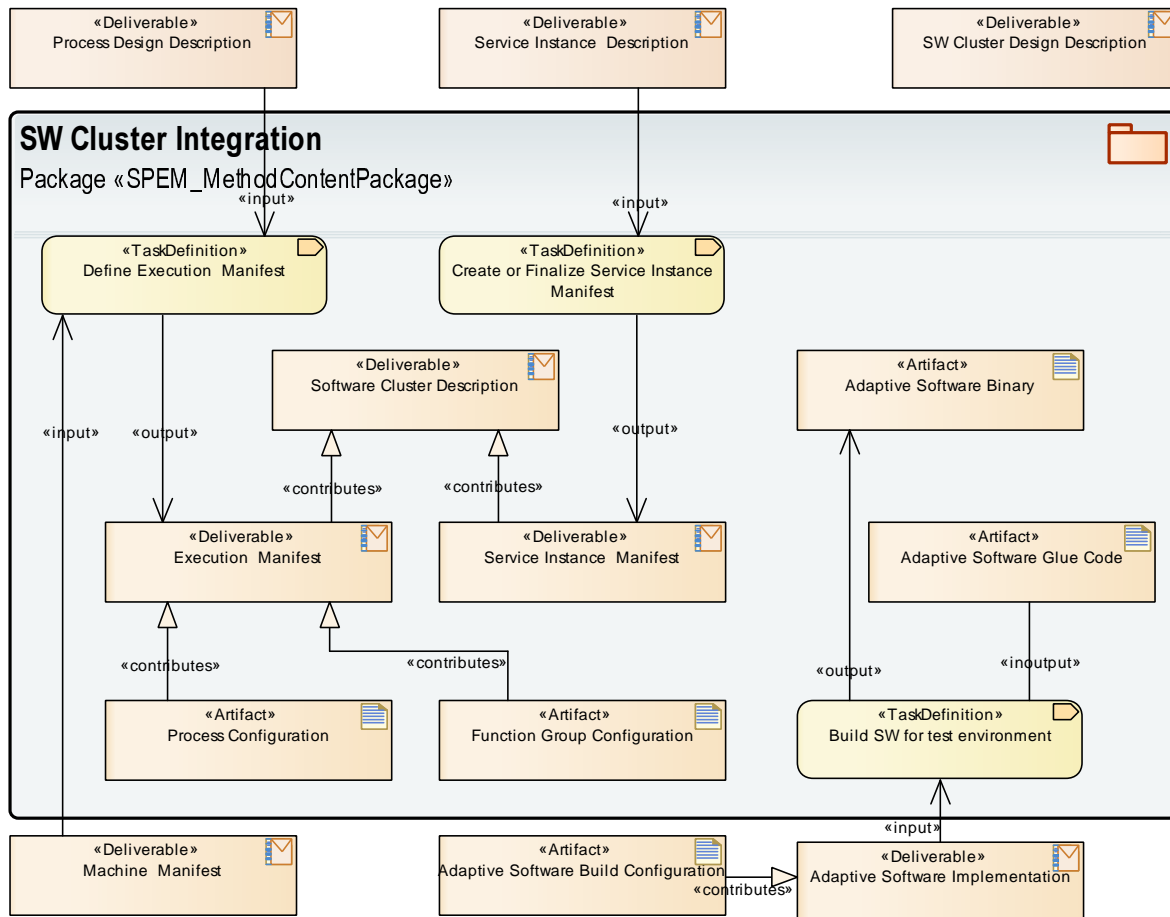 «Deliverable»
Process Design Description
«Deliverable»
Service Instance Description
«Deliverable»
SW Cluster Design Description
SW Cluster Integration
Package «SPEM_MethodContentPackage»
«input»
«input»
«TaskDefinition»
Define Execution Manifest
«TaskDefinition»
Create or Finalize Service Instance
Manifest
«Deliverable»
Software Cluster Description
«Artifact»
Adaptive Software Binary
«input»
«output»
«output»
«contributes»
«contributes»
«Deliverable»
Execution Manifest
«Deliverable»
Service Instance Manifest
«Artifact»
Adaptive Software Glue Code
«contributes»
«contributes»
«output»
«inoutput»
«Artifact»
Process Configuration
«Artifact»
Function Group Configuration
«TaskDefinition»
Build SW for test environment
«input»
«Deliverable»
Machine Manifest
«Artifact»
Adaptive Software Build Configuration
«contributes»
«Deliverable»
Adaptive Software Implementation